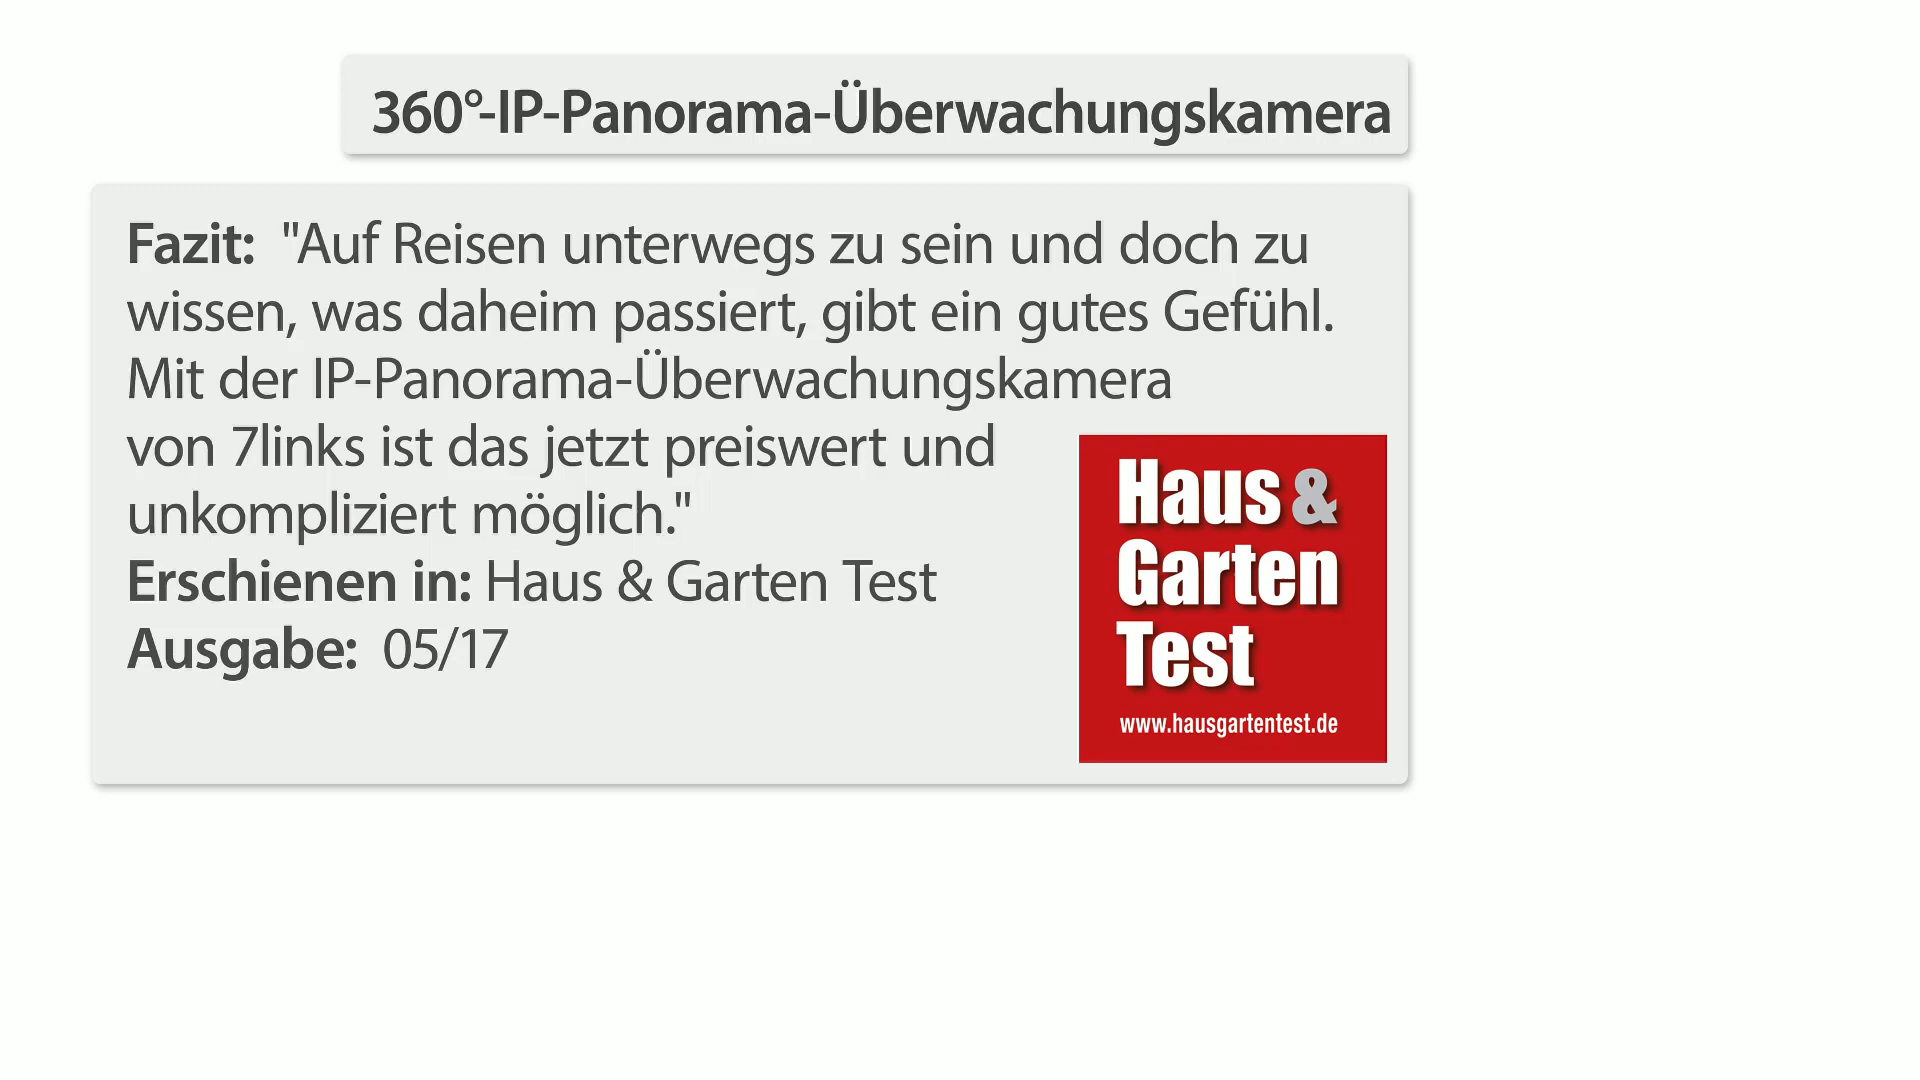 360°-IP-Panorama-Überwachungskamera
Fazit: "Auf Reisen unterwegs zu sein und doch zu
wissen, was daheim passiert, gibt ein gutes Gefühl.
Mit der IP-Panorama-Überwachungskamera
von 7links ist das jetzt preiswert und
unkompliziert möglich."
Erschienen in: Haus & Garten Test
Ausgabe: 05/17
Haus &
Garten
Test
www.hausgartentest.de